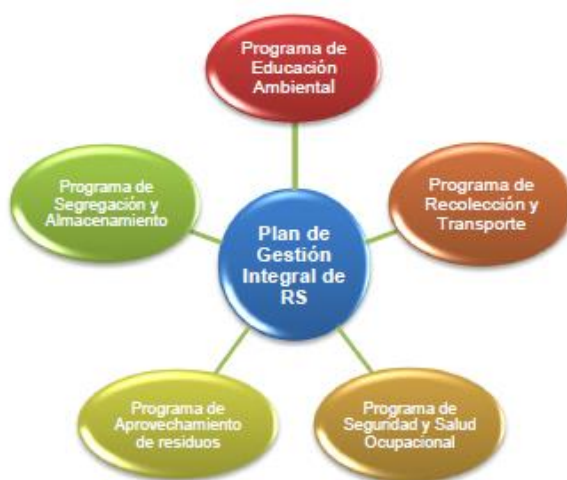 Programa de
Educación
Ambiental
Programa de
Segregación y
Almacenamiento
Programa de
Recolección y
Transporte
Plan de
Gestión
Integral de
RS
Programa de
Aprovechamiento
de residuos
Programa de
Seguridad y Salud
Ocupacional